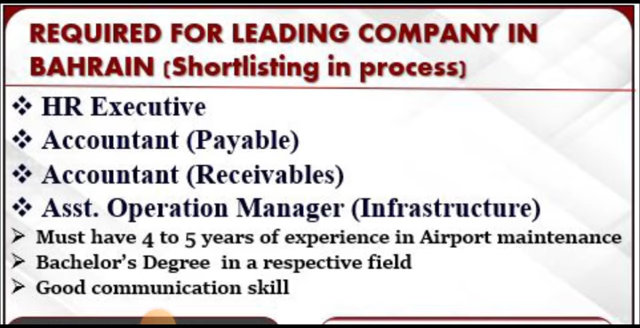 REQUIRED FOR LEADING COMPANY IN
BAHRAIN (Shortlisting in process)
❖ HR Executive
❖ Accountant (Payable)
❖ Accountant (Receivables)
❖ Asst. Operation Manager (Infrastructure)
➢ Must have 4 to 5 years of experience in Airport maintenance
➢ Bachelor's Degree in a respective field
➢ Good communication skill